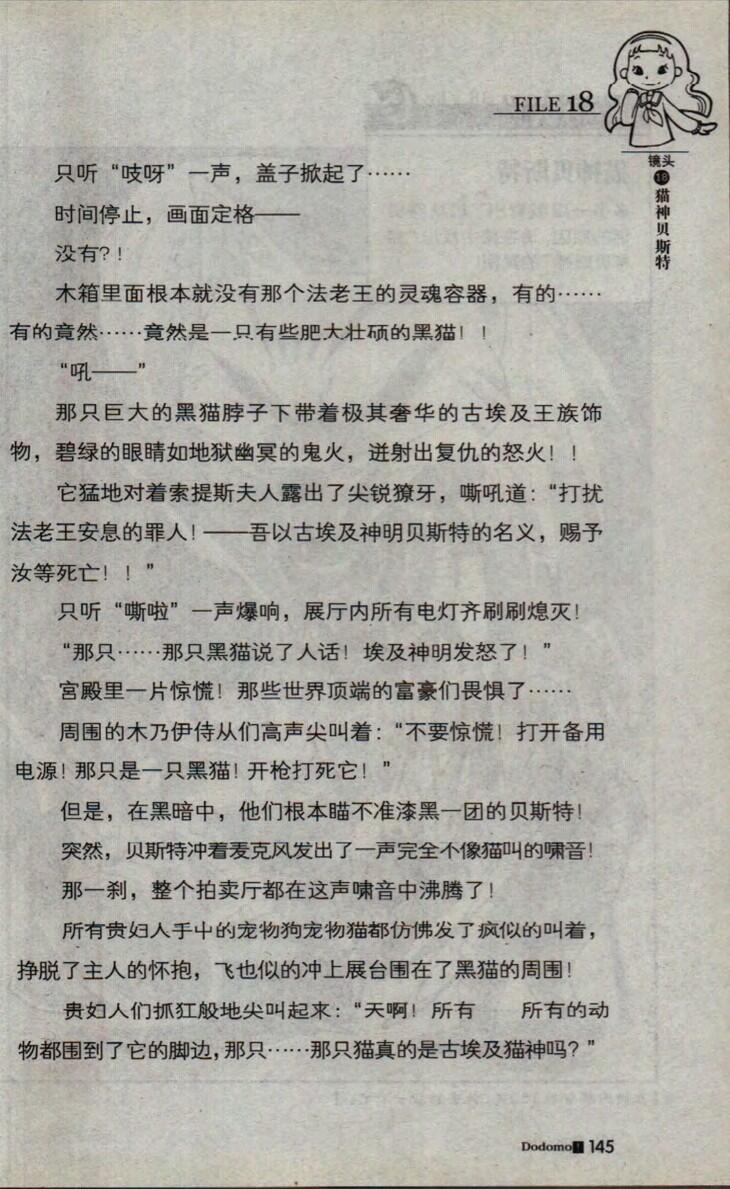 FILE 18
镜头
18
猫神贝斯特
只听“吱呀”一声，盖子掀起了……
时间停止，画面定格——
没有？！
木箱里面根本就没有那个法老王的灵魂容器，有的……
有的竟然……竟然是一只有些肥大壮硕的黑猫！！
“吼——”
那只巨大的黑猫脖子下带着极其奢华的古埃及王族饰
物，碧绿的眼睛如地狱幽冥的鬼火，迸射出复仇的怒火！！
它猛地对着索提斯夫人露出了尖锐獠牙，嘶吼道：“打扰
法老王安息的罪人！——吾以古埃及神明贝斯特的名义，赐予
汝等死亡！！”
只听“嘶啦”一声爆响，展厅内所有电灯齐刷刷熄灭！
“那只……那只黑猫说了人话！埃及神明发怒了！”
宫殿里一片惊慌！那些世界顶端的富豪们畏惧了……
周围的木乃伊侍从们高声尖叫着：“不要惊慌！打开备用
电源！那只是一只黑猫！开枪打死它！”
但是，在黑暗中，他们根本瞄不准漆黑一团的贝斯特！
突然，贝斯特冲着麦克风发出了一声完全不像猫叫的啸音！
那一刹，整个拍卖厅都在这声啸音中沸腾了！
所有贵妇人手中的宠物狗宠物猫都仿佛发了疯似的叫着，
挣脱了主人的怀抱，飞也似的冲上展台围在了黑猫的周围！
贵妇人们抓狂般地尖叫起来：“天啊！所有　　所有的动
物都围到了它的脚边，那只……那只猫真的是古埃及猫神吗？”
Dodomo! 145